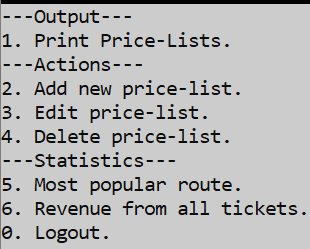 ---Output---
1. Print Price-Lists.
---Actions---
2. Add new price-list.
3. Edit price-list.
4. Delete price-list.
---Statistics---
5. Most popular route.
6. Revenue from all tickets.
0. Logout.